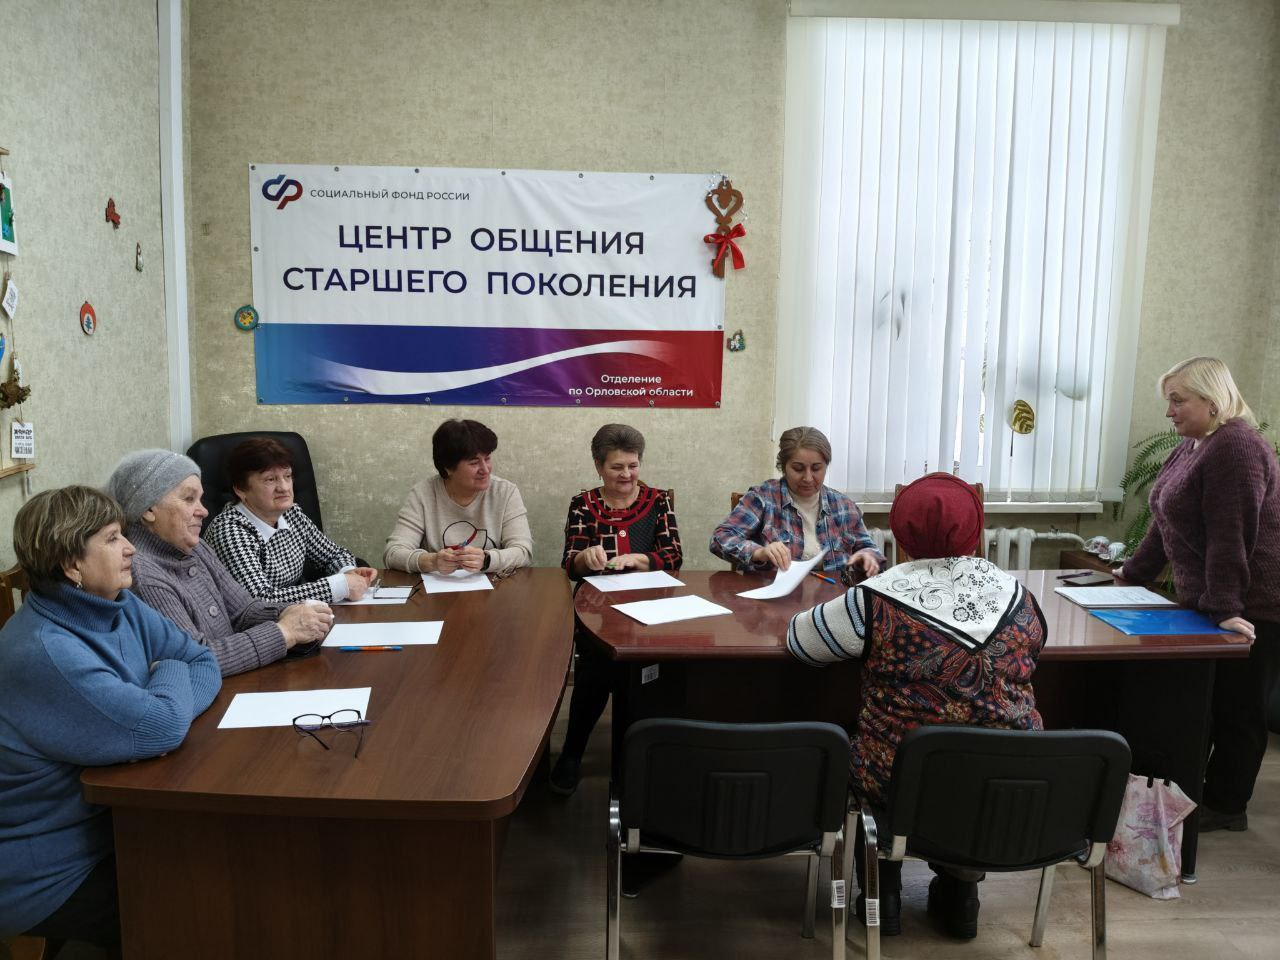 СОЦИАЛЬНЫЙ ФОНД РОССИИ
ЦЕНТР ОБЩЕНИЯ
СТАРШЕГО ПОКОЛЕНИЯ
Отделение
по Орловской области